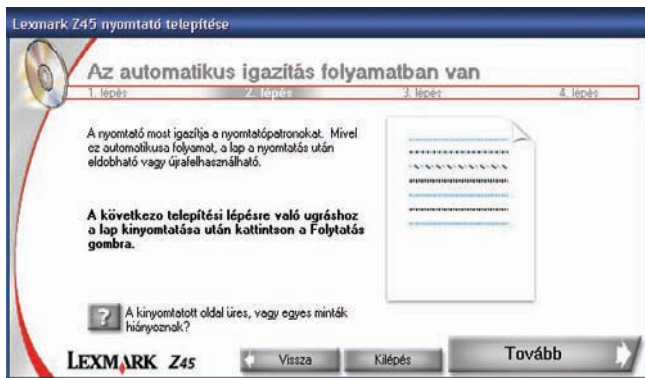 Lexmark Z45 nyomtató telepítése
Az automatikus igazítás folyamatban van
1. lépés 2. lépés 3. lépés 4. lépés
A nyomtató most igazítja a nyomtatópatronokat. Mivel
ez automatikusa folyamat, a lap a nyomtatás után
eldobható vagy újrafelhasználható.
A következo telepítési lépésre való ugráshoz
a lap kinyomtatása után kattintson a Folytatás
gombra.
? A kinyomtatott oldal üres, vagy egyes minták
hiányoznak?
LEXMARK Z45 Vissza Kilépés Tovább